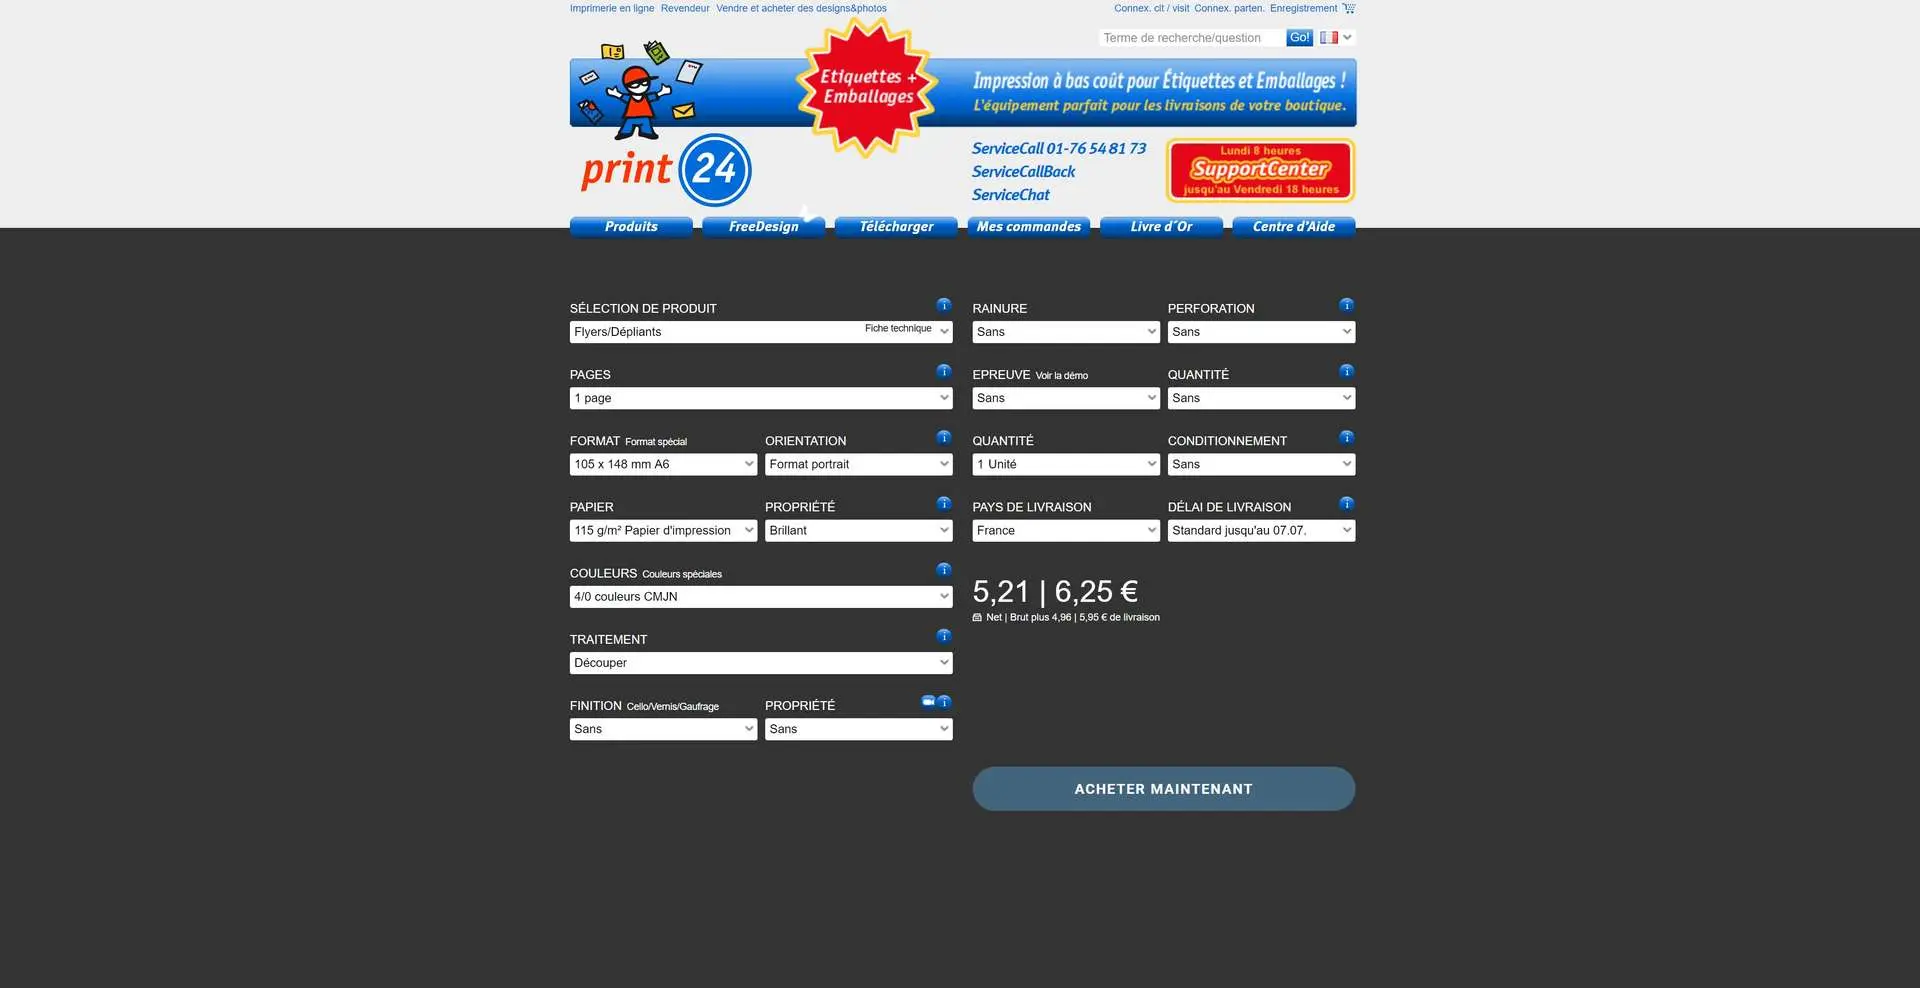 Imprimerie en ligne Revendeur Vendre et acheter des designs&photos
Connex. clt / visit Connex. parten. Enregistrement
Terme de recherche/question Go!
Etiquettes +
Emballages
Impression à bas coût pour Étiquettes et Emballages !
L'équipement parfait pour les livraisons de votre boutique.
print 24
ServiceCall 01-76 54 81 73
ServiceCallBack
ServiceChat
Lundi 8 heures
SupportCenter
jusqu'au Vendredi 18 heures
Produits FreeDesign Télécharger Mes commandes Livre d´Or Centre d'Aide
SÉLECTION DE PRODUIT
Flyers/Dépliants Fiche technique
PAGES
1 page
FORMAT Format spécial ORIENTATION
105 x 148 mm A6 Format portrait
PAPIER PROPRIÉTÉ
115 g/m² Papier d'impression Brillant
COULEURS Couleurs spéciales
4/0 couleurs CMJN
TRAITEMENT
Découper
FINITION Cello/Vernis/Gaufrage PROPRIÉTÉ
Sans Sans
RAINURE PERFORATION
Sans Sans
EPREUVE Voir la démo QUANTITÉ
Sans Sans
QUANTITÉ CONDITIONNEMENT
1 Unité Sans
PAYS DE LIVRAISON DÉLAI DE LIVRAISON
France Standard jusqu'au 07.07.
5,21 | 6,25 €
Net | Brut plus 4,96 | 5,95 € de livraison
ACHETER MAINTENANT